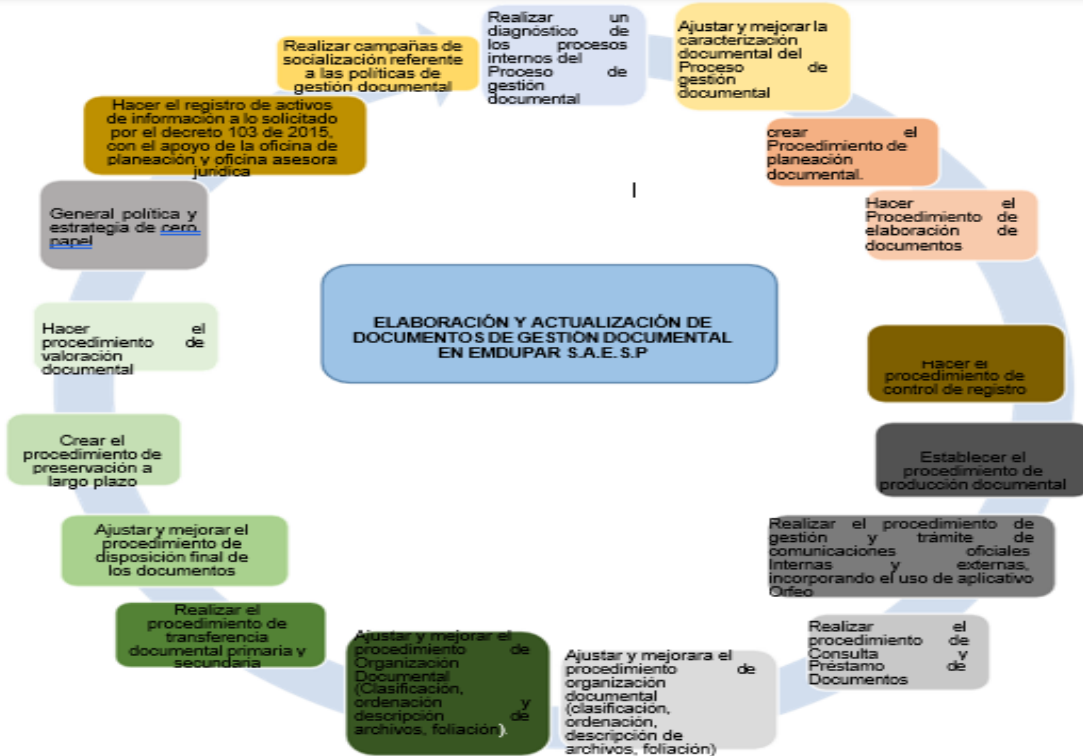 Realizar un
diagnóstico de
los procesos
internos del
Proceso de
gestión
documental
Ajustar y mejorar la
caracterización
documental del
Proceso de
gestión
documental
crear el
Procedimiento de
planeación
documental.
Hacer el
Procedimiento de
elaboración de
documentos
Hacer el
procedimiento de
control de registro
Establecer el
procedimiento de
producción documental
Realizar el procedimiento de
gestión y trámite de
comunicaciones oficiales
Internas y externas,
incorporando el uso de aplicativo
Orfeo
Realizar el
procedimiento de
Consulta y
Préstamo de
Documentos
Ajustar y mejorara el
procedimiento de
organización
documental
(clasificación,
ordenación,
descripción de
archivos, foliación)
Ajustar y mejorar el
procedimiento de
Organización
Documental
(Clasificación,
ordenación y
descripción de
archivos, foliación).
Realizar el
procedimiento de
transferencia
documental primaria y
secundaria
Ajustar y mejorar el
procedimiento de
disposición final de
los documentos
Crear el
procedimiento de
preservación a
largo plazo
Hacer el
procedimiento de
valoración
documental
General política y
estrategia de cero
papel
Hacer el registro de activos
de información a lo solicitado
por el decreto 103 de 2015,
con el apoyo de la oficina de
planeación y oficina asesora
jurídica
Realizar campañas de
socialización referente
a las políticas de
gestión documental
ELABORACIÓN Y ACTUALIZACIÓN DE
DOCUMENTOS DE GESTIÓN DOCUMENTAL
EN EMDUPAR S.A.E.S.P